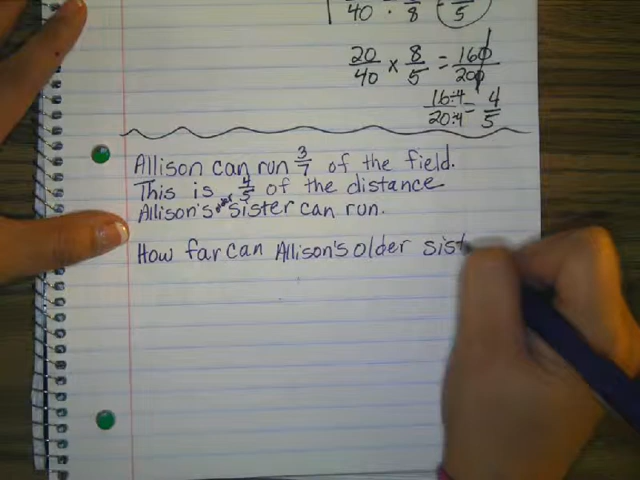 40 · 8 5
20/40 × 8/5 = 160/200
16÷4/20÷4 = 4/5
Allison can run 3/7 of the field.
This is 4/5 of the distance
Allison's sister can run.
How far can Allison's older sist